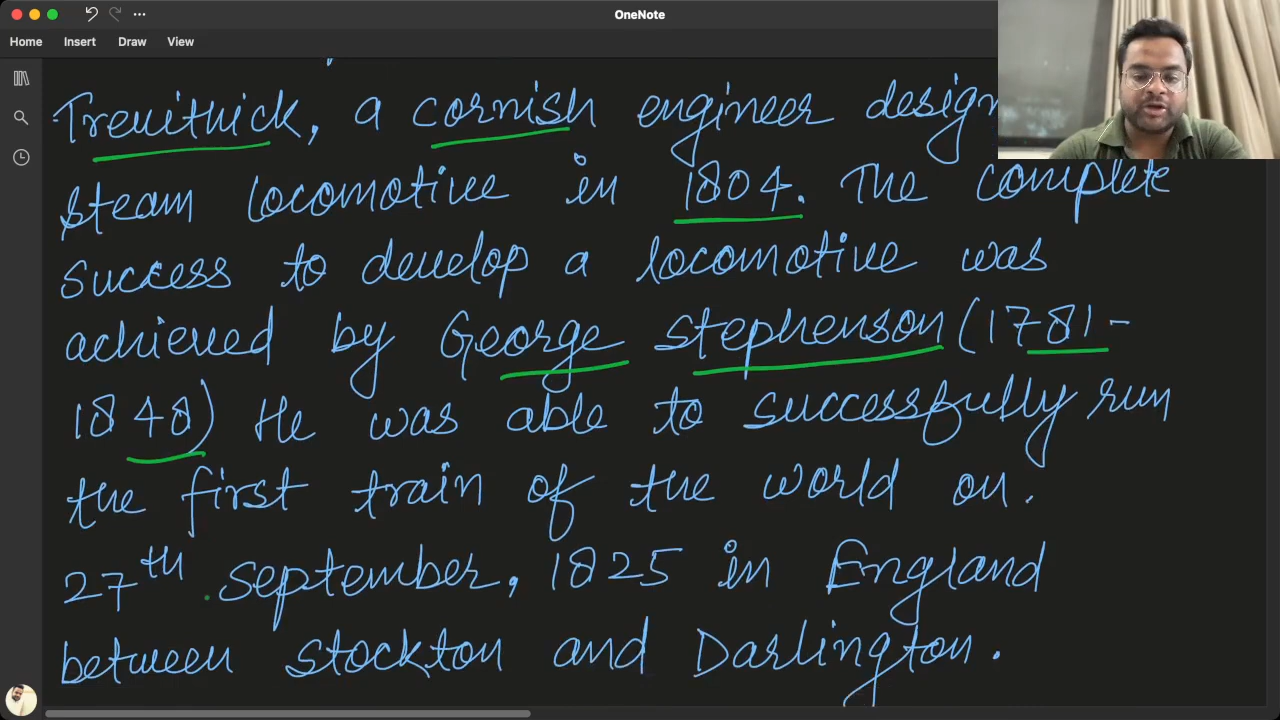 OneNote
Home Insert Draw View
Trevithick, a cornish engineer design
steam locomotive in 1804. The complete
success to develop a locomotive was
achieved by George Stephenson (1781-
1848) He was able to successfully run
the first train of the world on.
27th September, 1825 in England
between Stockton and Darlington.